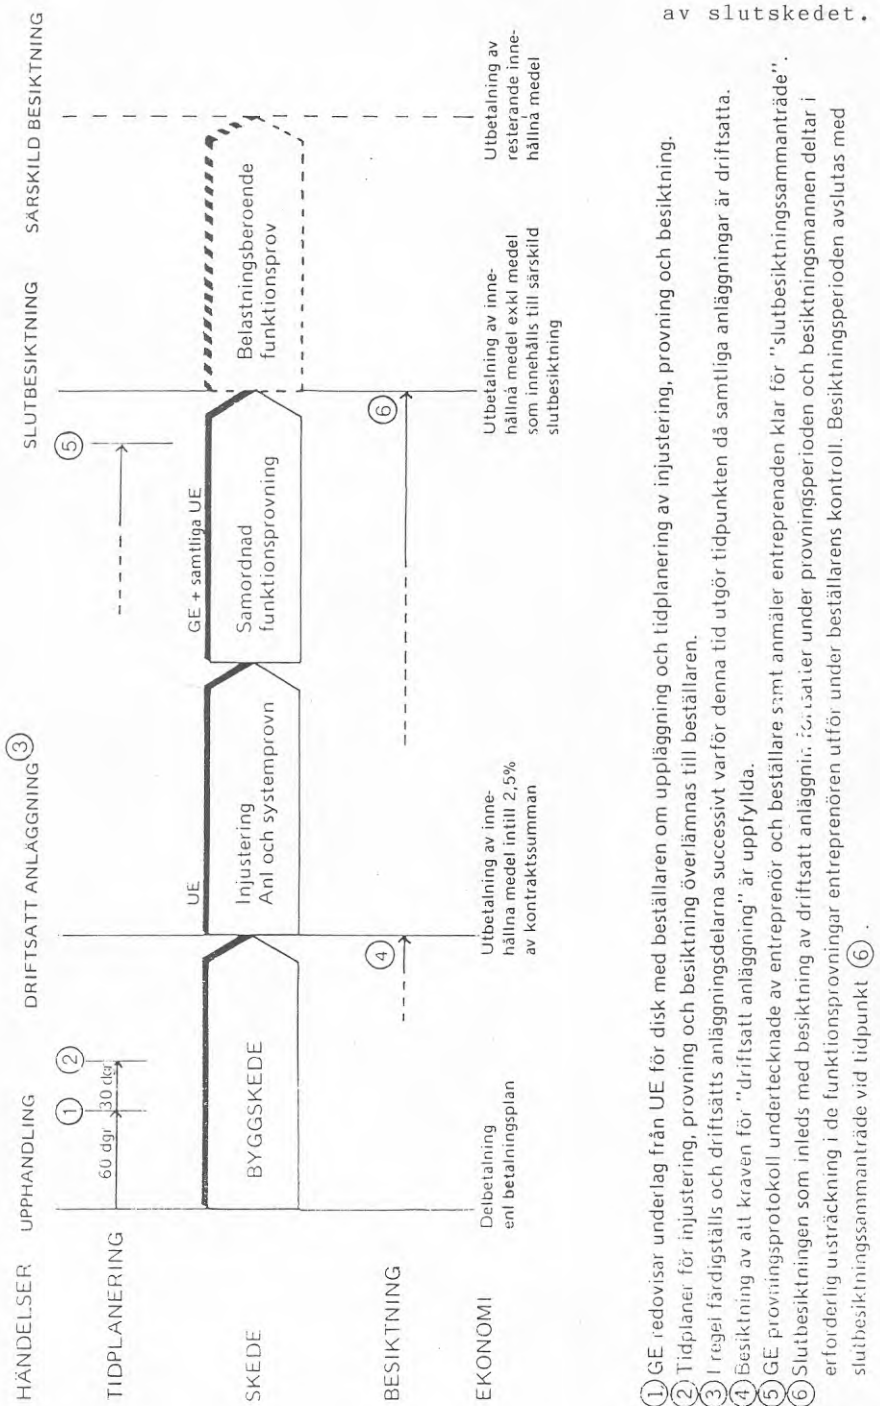 av slutskedet.
HÄNDELSER UPPHANDLING DRIFTSATT ANLÄGGNING ③ SLUTBESIKTNING SÄRSKILD BESIKTNING
TIDPLANERING
60 dgr
①
30 dgr
②
⑤
SKEDE
BYGGSKEDE
UE
Injustering
Anl och systemprovn
GE + samtliga UE
Samordnad
funktionsprovning
Belastningsberoende
funktionsprov
BESIKTNING
④
⑥
EKONOMI
Delbetalning
enl betalningsplan
Utbetalning av inne-
hållna medel intill 2,5%
av kontraktssumman
Utbetalning av inne-
hållna medel exkl medel
som innehålls till särskild
slutbesiktning
Utbetalning av
resterande inne-
hållna medel
① GE redovisar underlag från UE för disk med beställaren om uppläggning och tidplanering av injustering, provning och besiktning.
② Tidplaner för injustering, provning och besiktning överlämnas till beställaren.
③ I regel färdigställs och driftsätts anläggningsdelarna successivt varför denna tid utgör tidpunkten då samtliga anläggningar är driftsatta.
④ Besiktning av att kraven för "driftsatt anläggning" är uppfyllda.
⑤ GE provningsprotokoll undertecknade av entreprenör och beställare samt anmäler entreprenaden klar för "slutbesiktningssammanträde".
⑥ Slutbesiktningen som inleds med besiktning av driftsatt anläggning fortsätter under provningsperioden och besiktningsmannen deltar i
erforderlig utsträckning i de funktionsprovningar entreprenören utför under beställarens kontroll. Besiktningsperioden avslutas med
slutbesiktningssammanträde vid tidpunkt ⑥ .